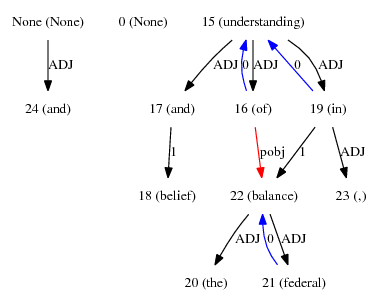 None (None) 0 (None) 15 (understanding)
ADJ ADJ 0 ADJ 0 ADJ
24 (and) 17 (and) 16 (of) 19 (in)
1 pobj 1 ADJ
18 (belief) 22 (balance) 23 (,)
ADJ 0 ADJ
20 (the) 21 (federal)